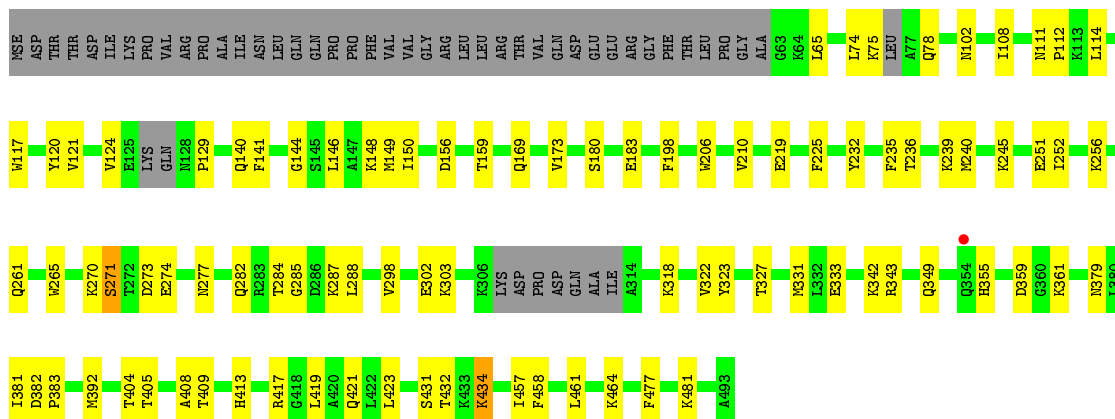 MSE ASP THR THR ASP ILE LYS PRO VAL ARG PRO ALA ILE ASN LEU GLN GLN PRO PRO PHE VAL VAL GLY ARG LEU LEU ARG THR VAL GLN ASP GLU GLU ARG GLY PHE THR LEU PRO GLY ALA G63 K64 L65 L74 K75 LEU A77 Q78 N102 I108 N111 P112 K113 L114
W117 Y120 V121 V124 E125 LYS GLN N128 P129 Q140 F141 G144 S145 L146 A147 K148 M149 I150 D156 T159 Q169 V173 S180 E183 F198 W206 V210 E219 F225 Y232 F235 T236 K239 M240 K245 E251 I252 K256
Q261 W265 K270 S271 T272 D273 E274 N277 Q282 R283 T284 G285 D286 K287 L288 V298 E302 K303 K306 LYS ASP PRO ASP GLN ALA ILE A314 K318 V322 Y323 T327 M331 L332 E333 K342 R343 Q349 Q354 H355 D359 G360 K361 N379 L380
I381 D382 P383 M392 T404 T405 A408 T409 H413 R417 G418 L419 A420 Q421 L422 L423 S431 T432 K433 K434 I457 F458 L461 K464 F477 K481 A493